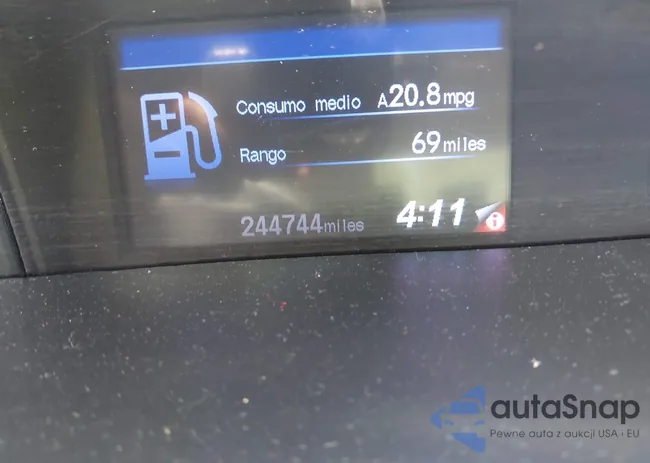 Consumo medio A20.8mpg
Rango 69miles
244744miles 4:11
autaSnap
Pewne auta z aukcji USA i EU